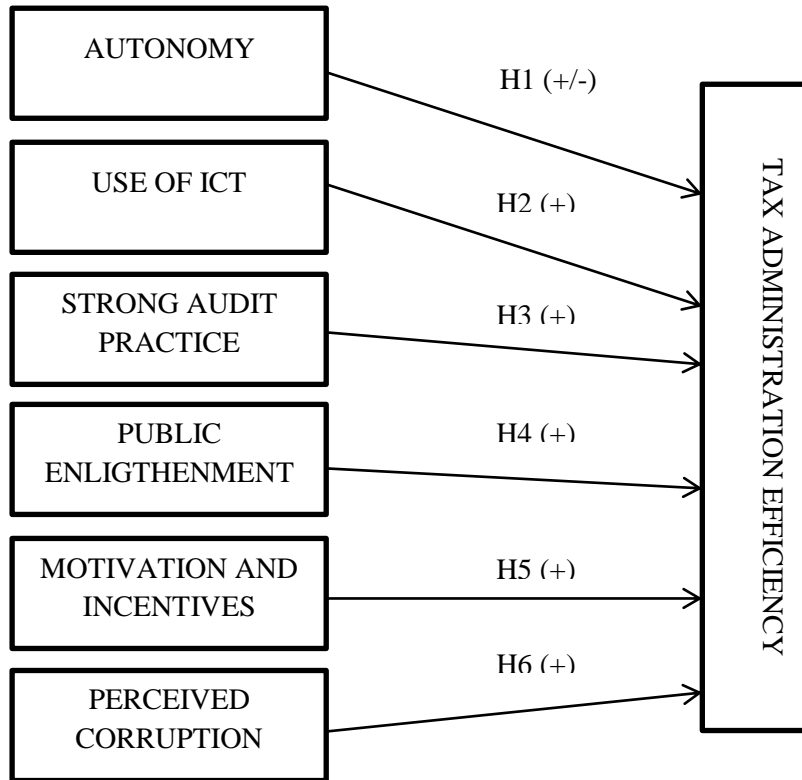 AUTONOMY
H1 (+/-)
USE OF ICT
H2 (+)
STRONG AUDIT
PRACTICE
H3 (+)
PUBLIC
ENLIGTHENMENT
H4 (+)
MOTIVATION AND
INCENTIVES
H5 (+)
PERCEIVED
CORRUPTION
H6 (+)
TAX ADMINISTRATION EFFICIENCY